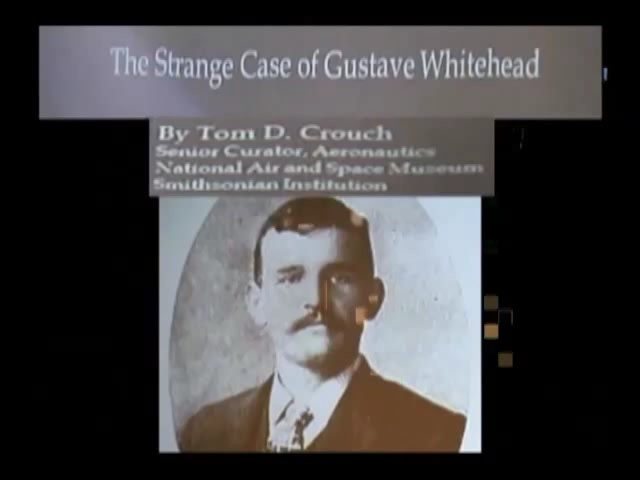 The Strange Case of Gustave Whitehead
By Tom D. Crouch
Senior Curator, Aeronautics
National Air and Space Museum
Smithsonian Institution